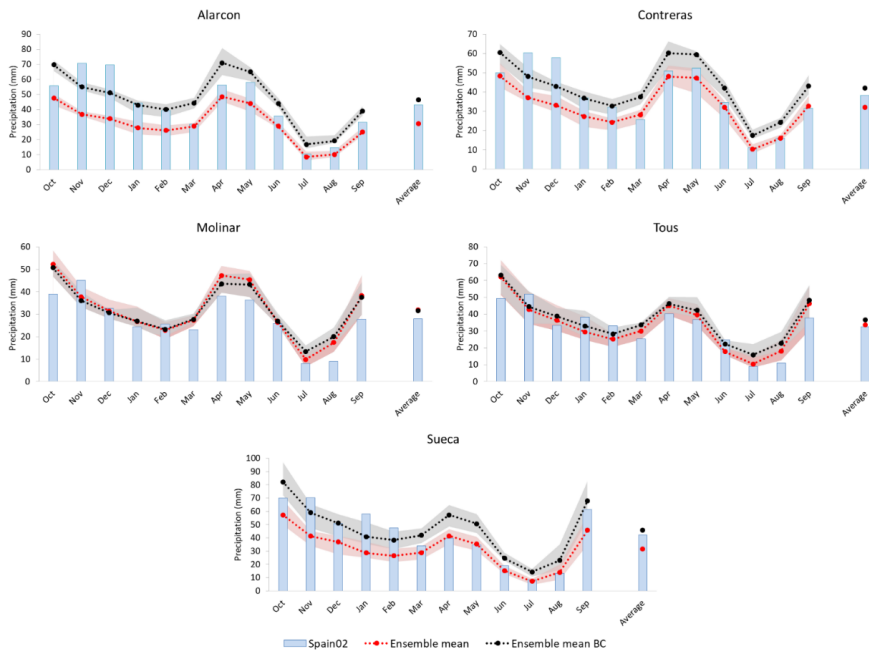 Alarcon
Precipitation (mm)
90
80
70
60
50
40
30
20
10
0
Oct Nov Dec Jan Feb Mar Apr May Jun Jul Aug Sep Average
Contreras
Precipitation (mm)
70
60
50
40
30
20
10
0
Oct Nov Dec Jan Feb Mar Apr May Jun Jul Aug Sep Average
Molinar
Precipitation (mm)
60
50
40
30
20
10
0
Oct Nov Dec Jan Feb Mar Apr May Jun Jul Aug Sep Average
Tous
Precipitation (mm)
80
70
60
50
40
30
20
10
0
Oct Nov Dec Jan Feb Mar Apr May Jun Jul Aug Sep Average
Sueca
Precipitation (mm)
100
90
80
70
60
50
40
30
20
10
0
Oct Nov Dec Jan Feb Mar Apr May Jun Jul Aug Sep Average
Spain02 Ensemble mean Ensemble mean BC